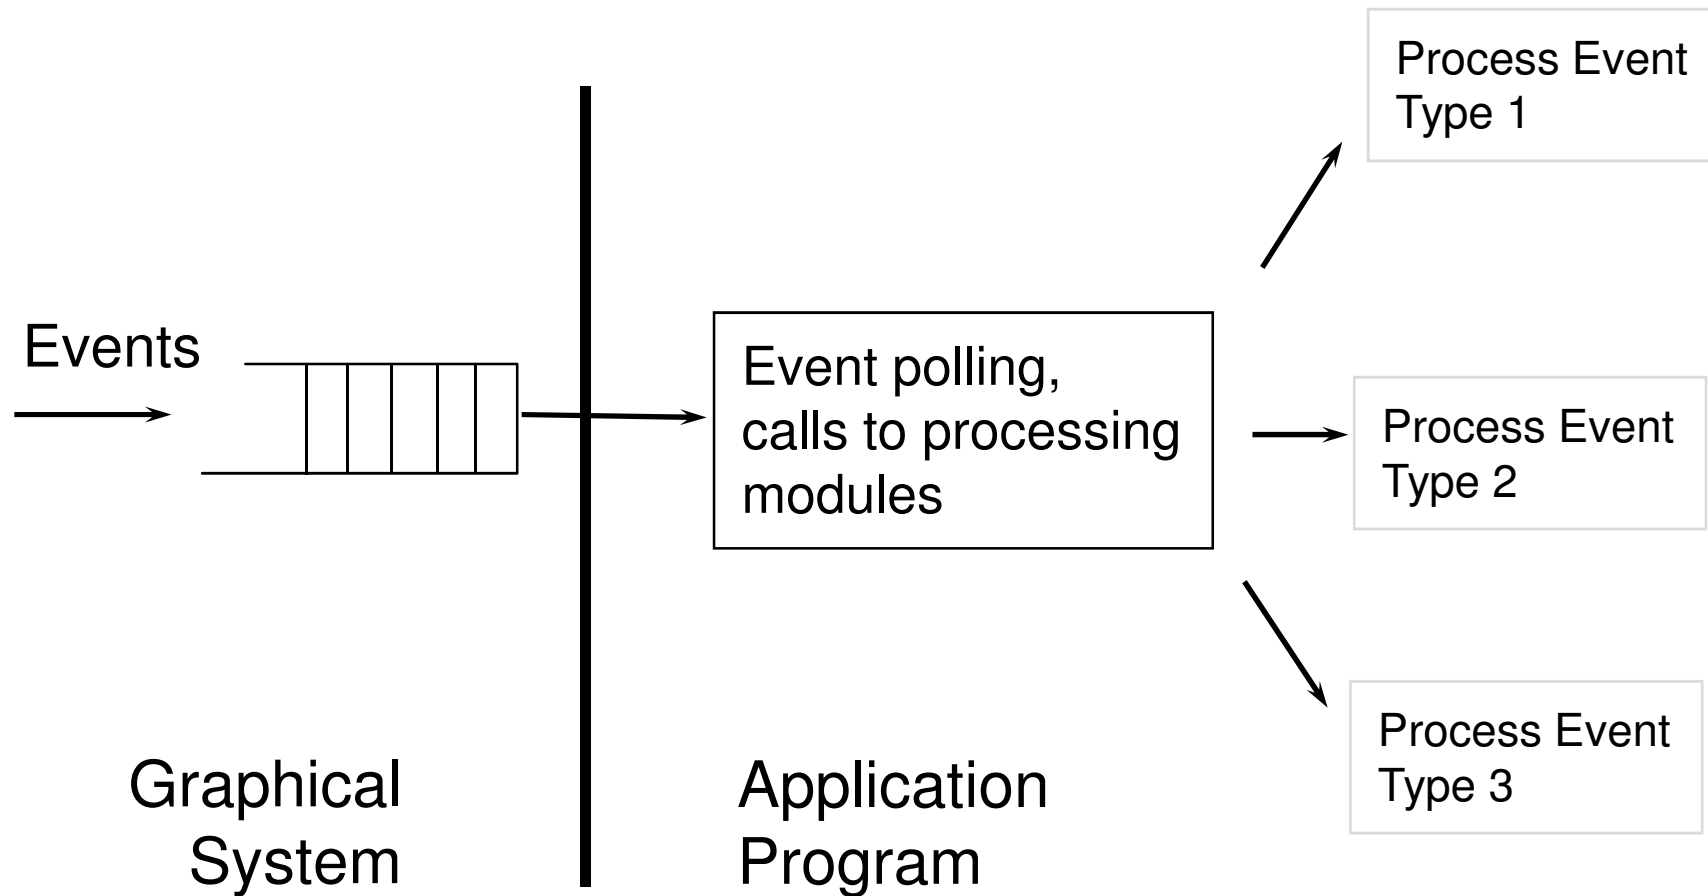 Process Event
Type 1
Events
Event polling,
calls to processing
modules
Process Event
Type 2
Process Event
Type 3
Graphical
System
Application
Program